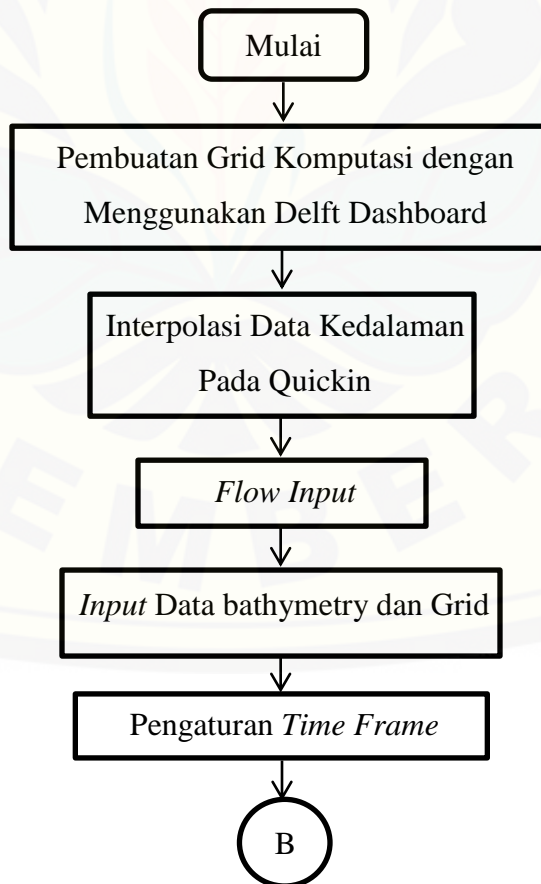 Mulai
Pembuatan Grid Komputasi dengan
Menggunakan Delft Dashboard
Interpolasi Data Kedalaman
Pada Quickin
Flow Input
Input Data bathymetry dan Grid
Pengaturan Time Frame
B